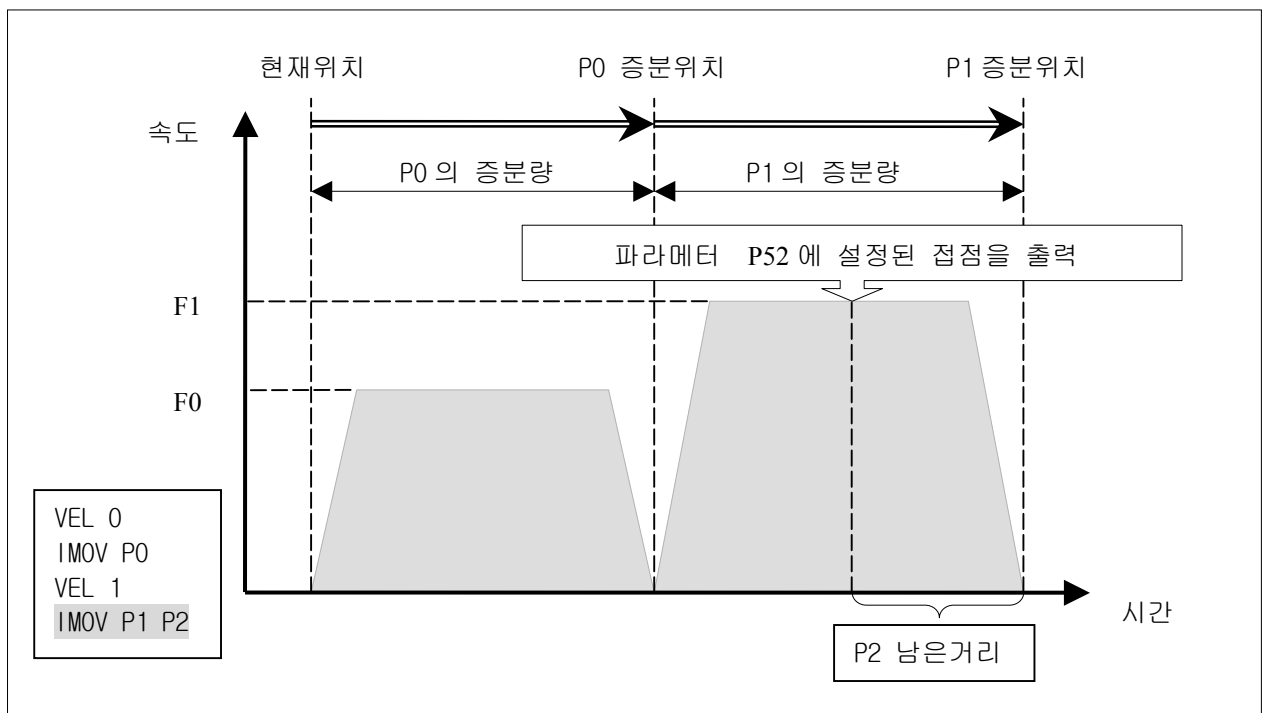 현재위치 P0 증분위치 P1 증분위치
속도
P0 의 증분량 P1 의 증분량
파라메터 P52 에 설정된 접점을 출력
F1
F0
VEL 0
IMOV P0
VEL 1
IMOV P1 P2
시간
P2 남은거리